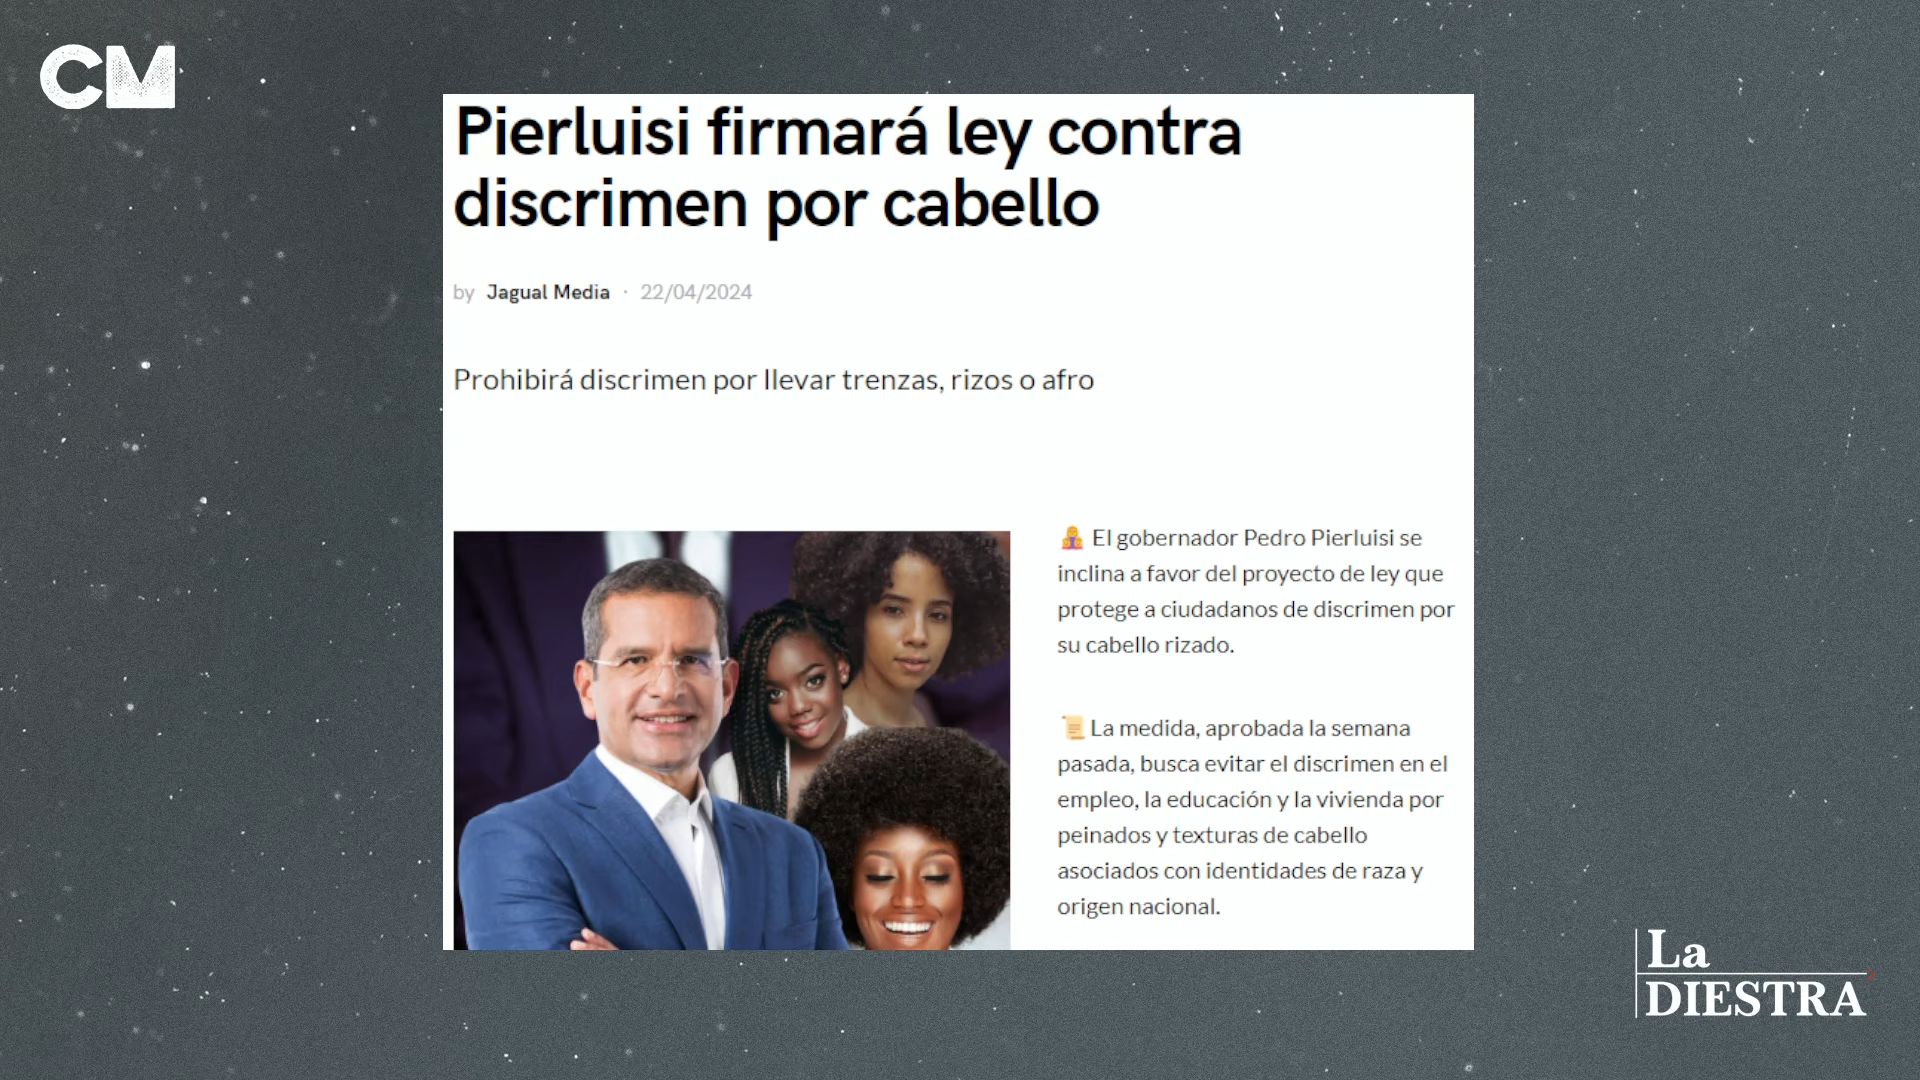 CM
Pierluisi firmará ley contra
discrimen por cabello
by Jagual Media · 22/04/2024
Prohibirá discrimen por llevar trenzas, rizos o afro
El gobernador Pedro Pierluisi se
inclina a favor del proyecto de ley que
protege a ciudadanos de discrimen por
su cabello rizado.
La medida, aprobada la semana
pasada, busca evitar el discrimen en el
empleo, la educación y la vivienda por
peinados y texturas de cabello
asociados con identidades de raza y
origen nacional.
La
DIESTRA